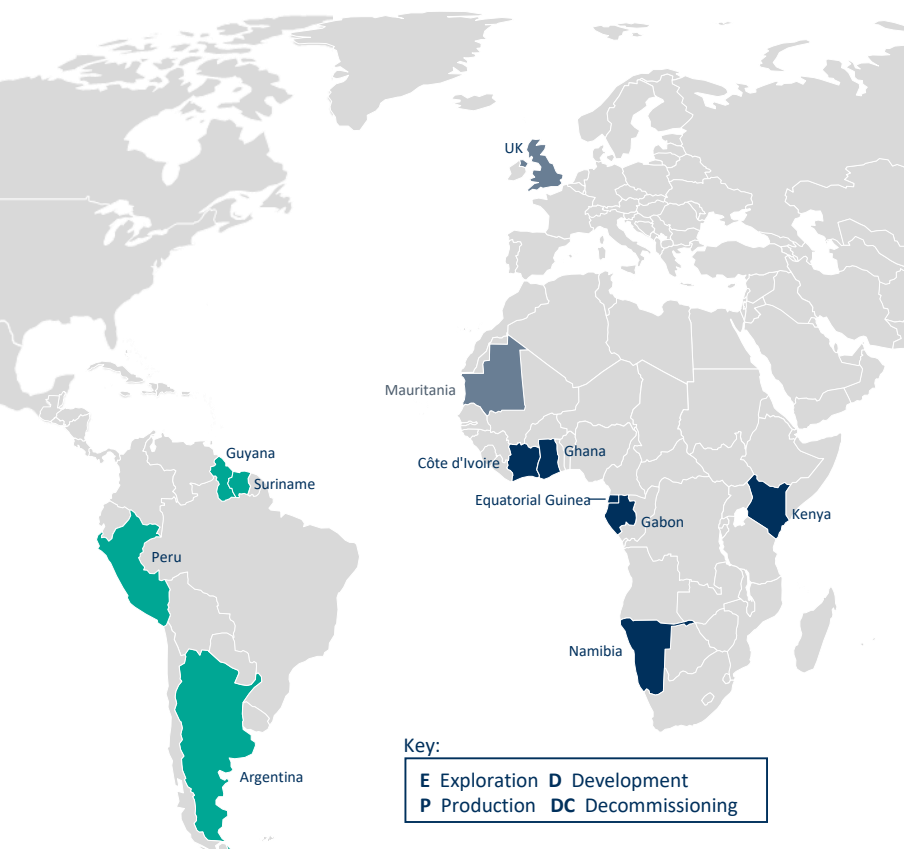 UK
Mauritania
Guyana
Ghana
Côte d'Ivoire
Suriname
Equatorial Guinea
Gabon
Kenya
Peru
Namibia
Argentina
Key:
E Exploration D Development
P Production DC Decommissioning